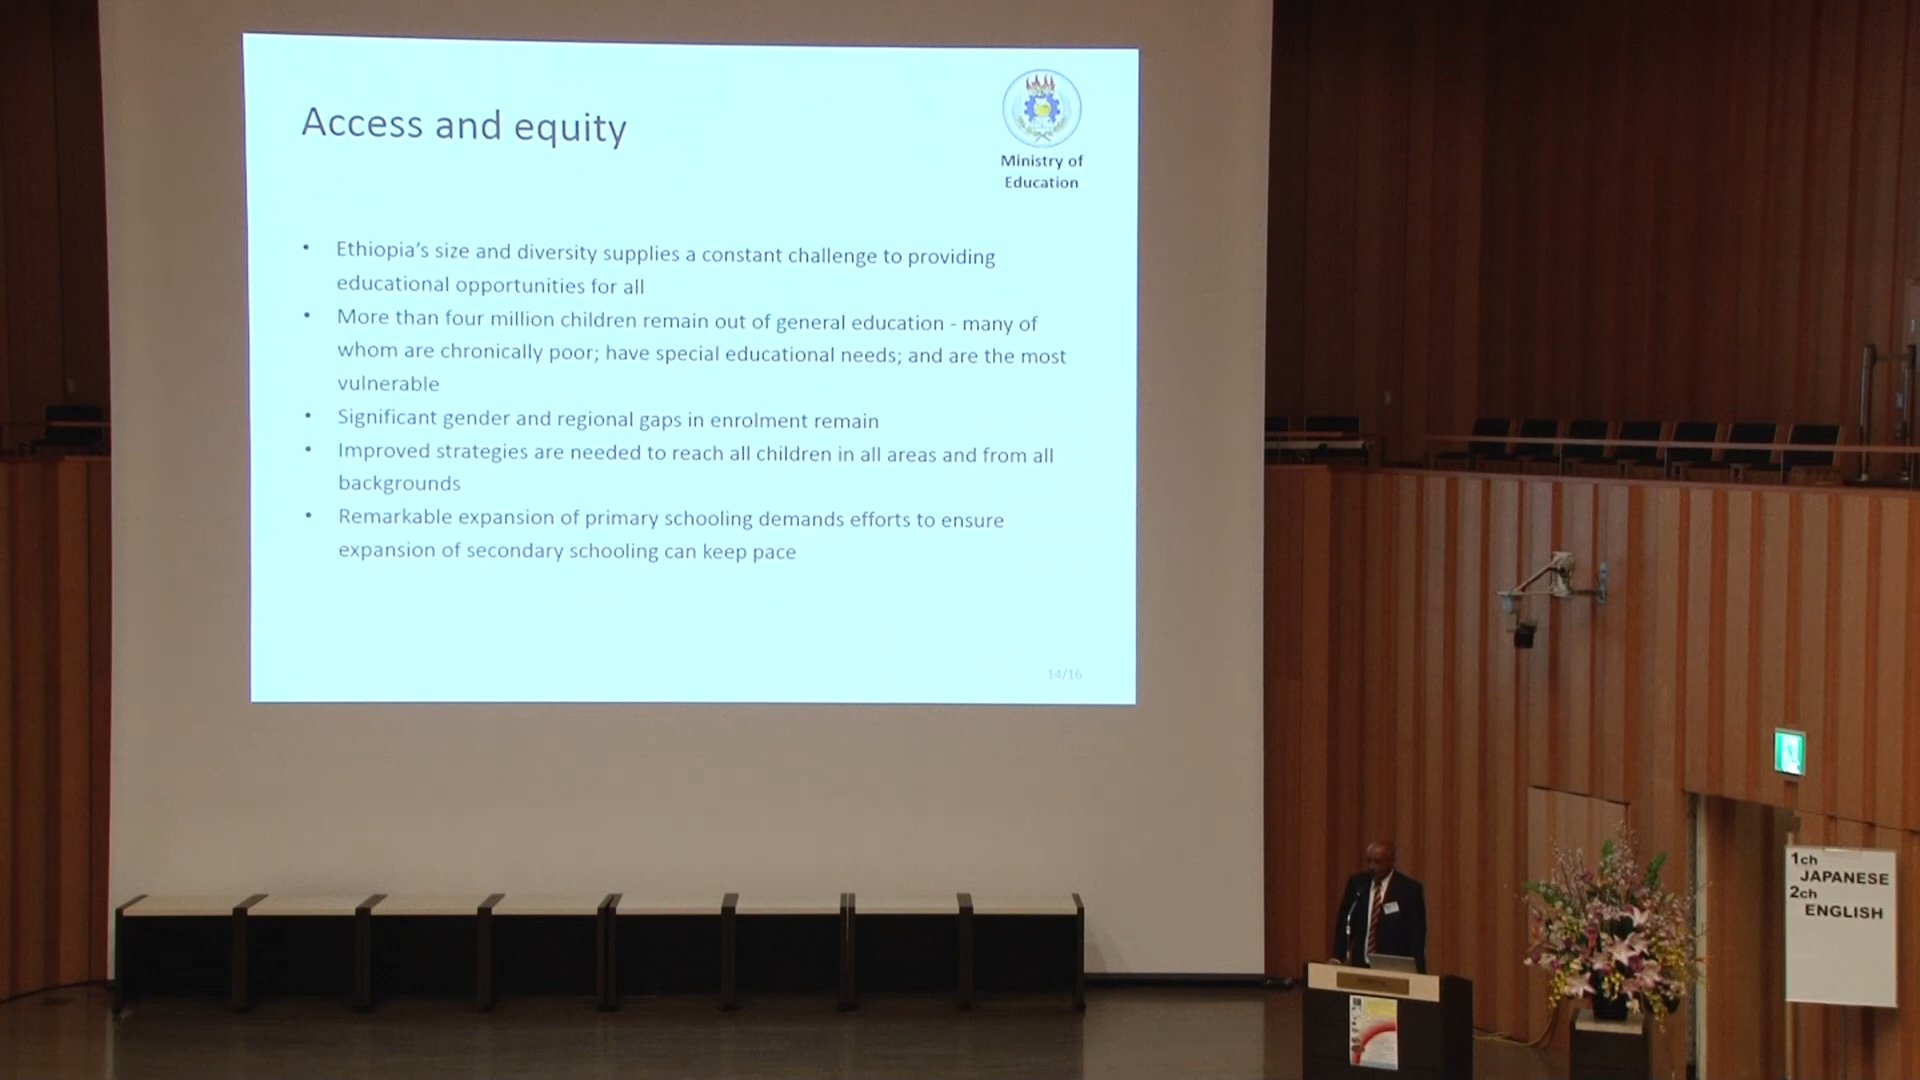 Access and equity
Ministry of
Education
• Ethiopia's size and diversity supplies a constant challenge to providing
educational opportunities for all
• More than four million children remain out of general education - many of
whom are chronically poor; have special educational needs; and are the most
vulnerable
• Significant gender and regional gaps in enrolment remain
• Improved strategies are needed to reach all children in all areas and from all
backgrounds
• Remarkable expansion of primary schooling demands efforts to ensure
expansion of secondary schooling can keep pace
14/16
1ch
JAPANESE
2ch
ENGLISH